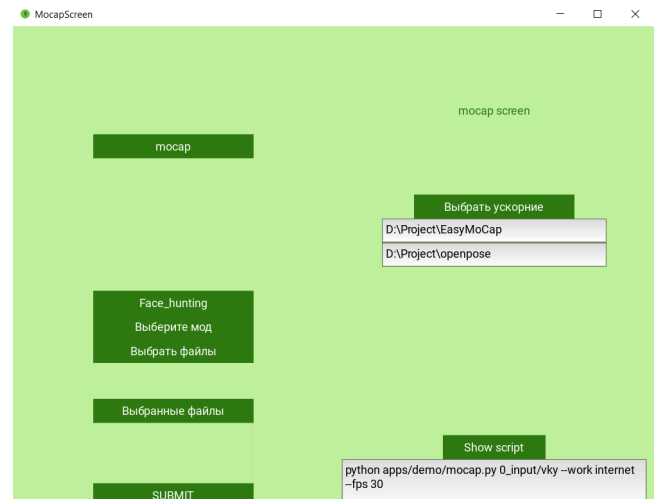 MocapScreen
mocap screen
mocap
Выбрать ускорние
D:\Project\EasyMoCap
D:\Project\openpose
Face_hunting
Выберите мод
Выбрать файлы
Выбранные файлы
Show script
python apps/demo/mocap.py 0_input/vky --work internet
--fps 30
SUBMIT